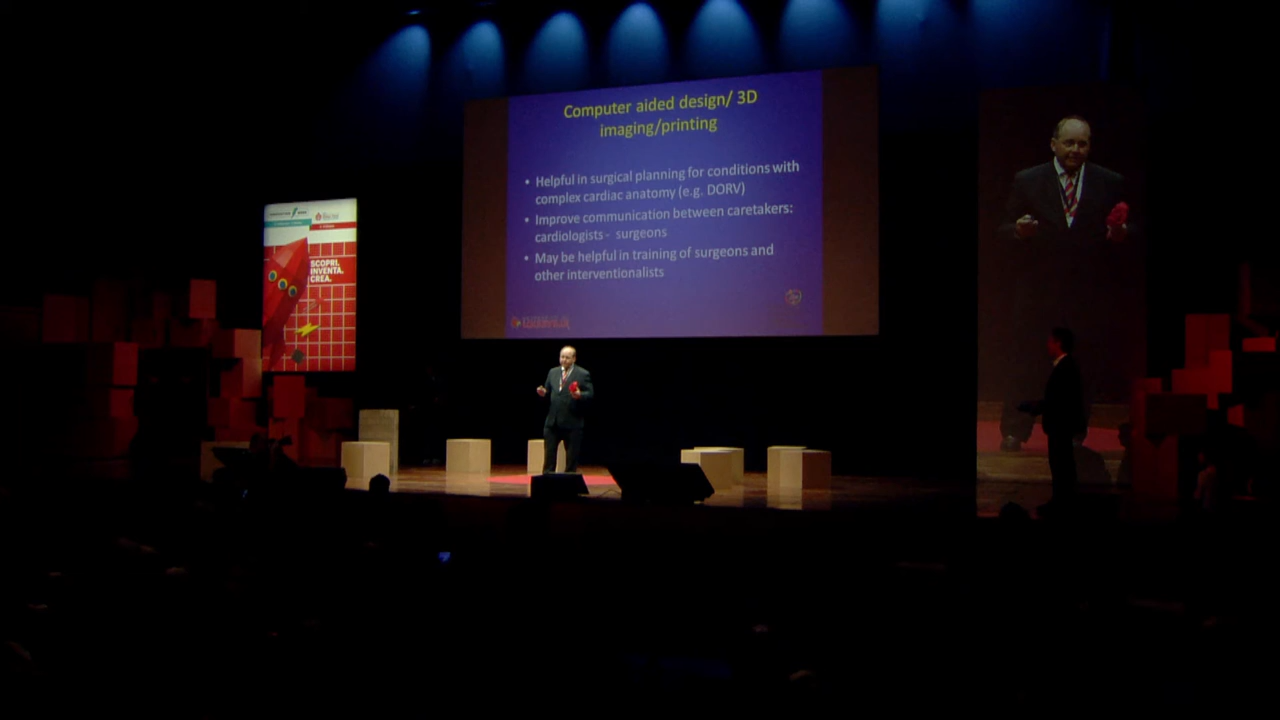 Computer aided design/ 3D
imaging/printing
• Helpful in surgical planning for conditions with
complex cardiac anatomy (e.g. DORV)
• Improve communication between caretakers:
cardiologists - surgeons
• May be helpful in training of surgeons and
other interventionalists
SCOPRI.
INVENTA.
CREA.